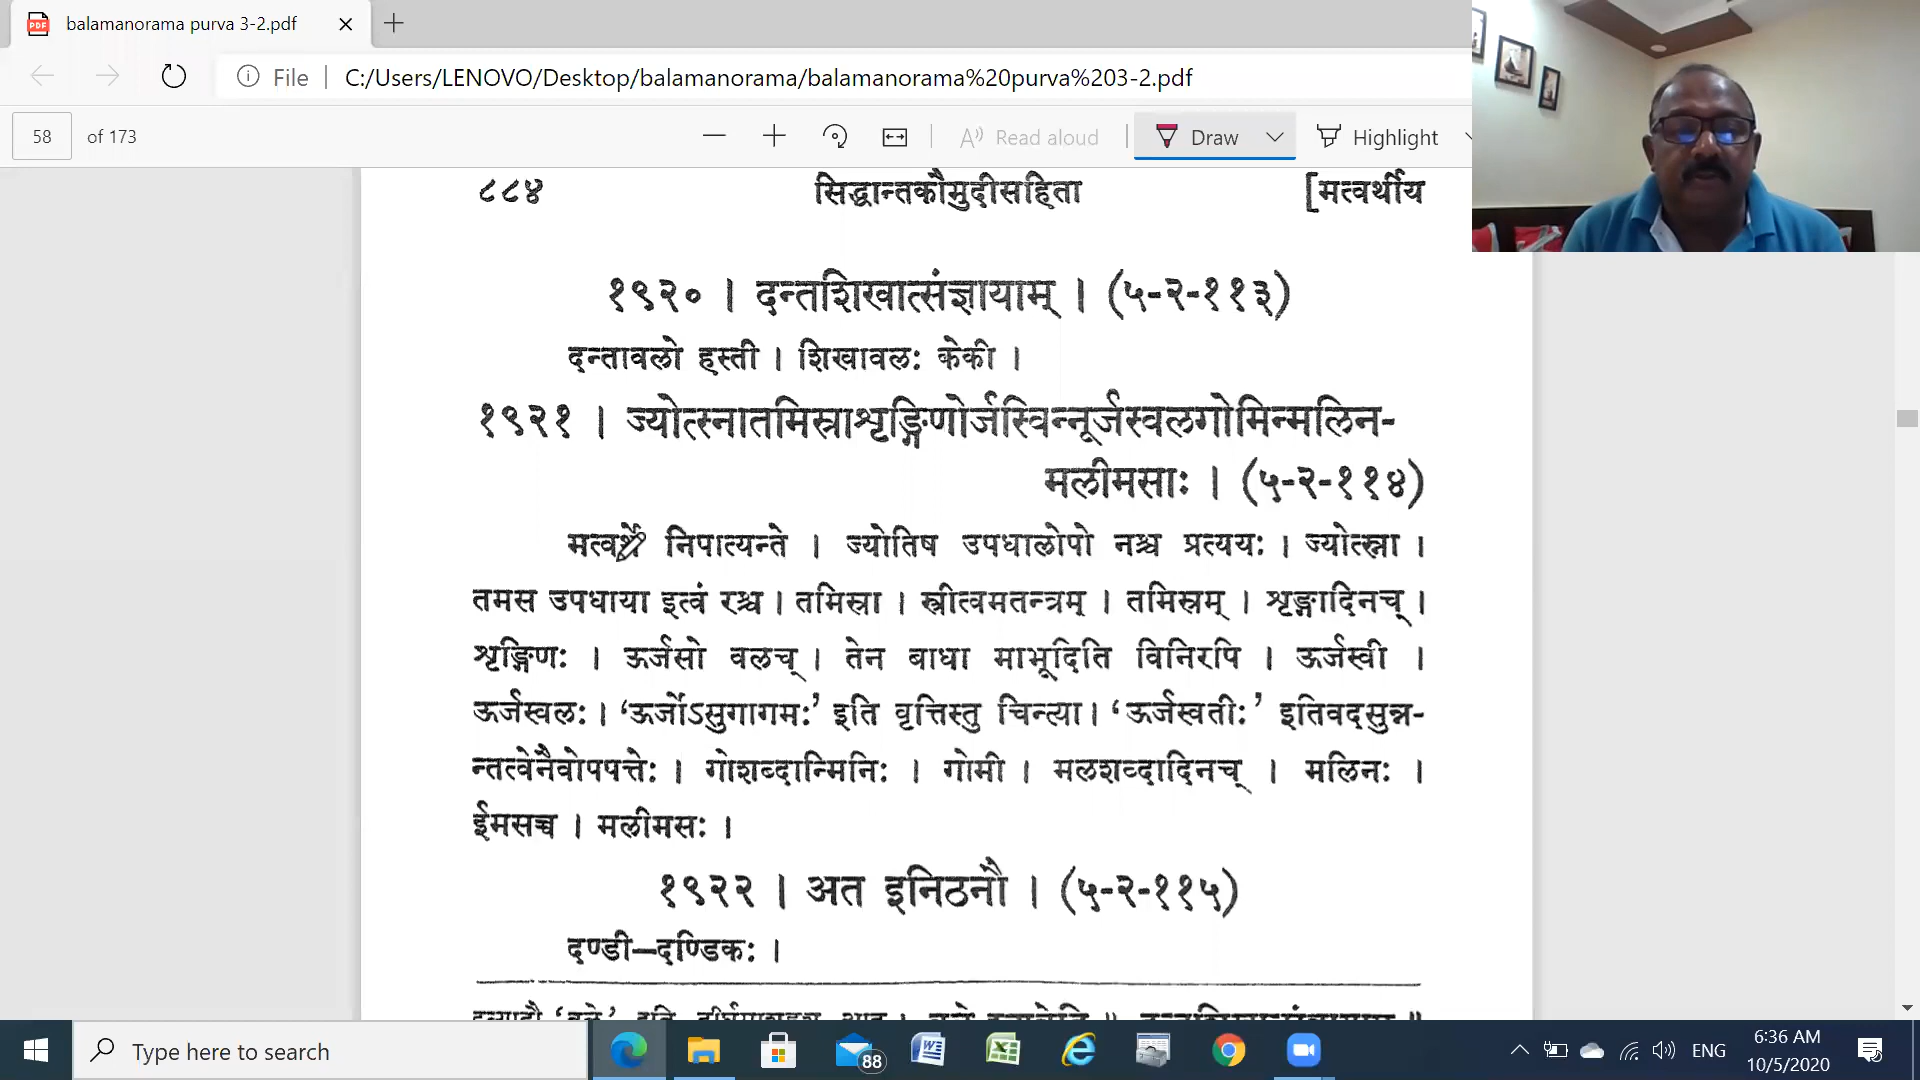 balamanorama purva 3-2.pdf
File C:/Users/LENOVO/Desktop/balamanorama/balamanorama%20purva%203-2.pdf
58 of 173 Read aloud Draw Highlight
८८४ सिद्धान्तकौमुदीसहिता [मत्वर्थीय
१९२० । दन्तशिखात्संज्ञायाम् । (५-२-११३)
दन्तावलो हस्ती । शिखावलः केकी ।
१९२१ । ज्योत्स्नातमिस्राशृङ्गिणोर्जस्विन्नूर्जस्वलगोमिन्मलिन-
मलीमसाः । (५-२-११४)
मत्वर्थे निपात्यन्ते । ज्योतिष उपधालोपो नश्च प्रत्ययः । ज्योत्स्ना ।
तमस उपधाया इत्वं रश्च । तमिस्रा । स्त्रीत्वमतन्त्रम् । तमिस्रम् । शृङ्गादिनच् ।
शृङ्गिणः । ऊर्जसो वलच् । तेन बाधा माभूदिति विनिरपि । ऊर्जस्वी ।
ऊर्जस्वलः । ‘ऊर्जोऽसुगागमः’ इति वृत्तिस्तु चिन्त्या । ‘ऊर्जस्वतीः’ इतिवदसुन्न-
न्तत्वेनैवोपपत्तेः । गोशब्दान्मिनिः । गोमी । मलशब्दादिनच् । मलिनः ।
ईमसच्च । मलीमसः ।
१९२२ । अत इनिठनौ । (५-२-११५)
दण्डी—दण्डिकः ।
Type here to search
88
ENG
6:36 AM
10/5/2020